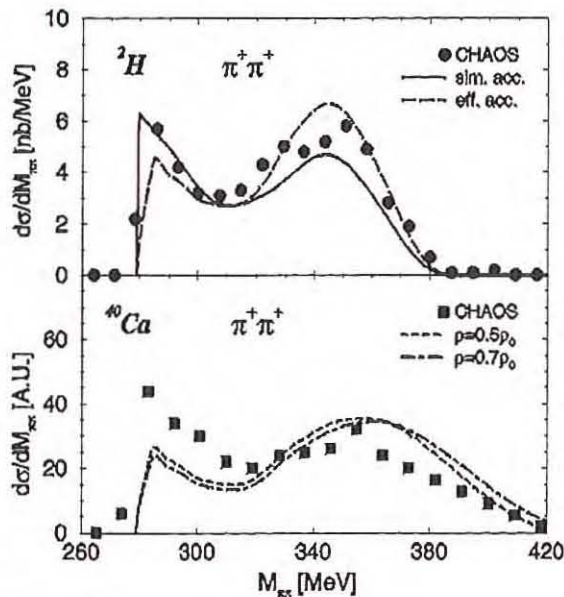 10
8
6
4
2
0
dσ/dM_ππ [nb/MeV]
²H π⁺π⁺
CHAOS
sim. acc.
eff. acc.
⁴⁰Ca π⁺π⁺
CHAOS
ρ=0.5ρ₀
ρ=0.7ρ₀
60
40
20
0
dσ/dM_ππ [A.U.]
260 300 340 380 420
M_ππ [MeV]